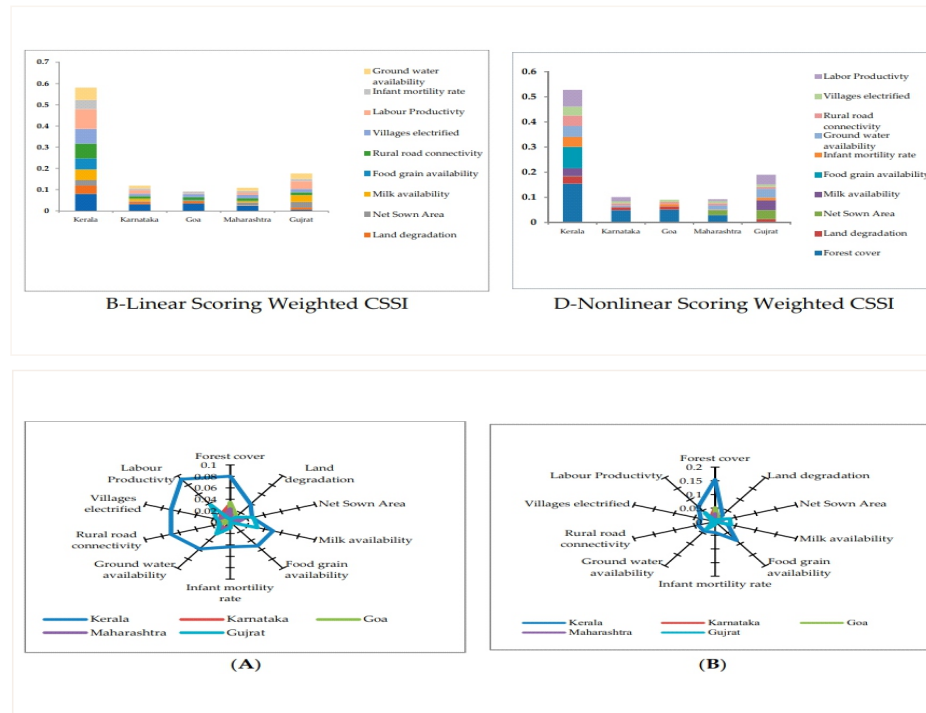 0.7
0.6
0.5
0.4
0.3
0.2
0.1
0
Kerala Karnataka Goa Maharashtra Gujrat
Ground water
availability
Infant mortality rate
Labour Productivty
Villages electrified
Rural road connectivity
Food grain availability
Milk availability
Net Sown Area
Land degradation
B-Linear Scoring Weighted CSSI
0.6
0.5
0.4
0.3
0.2
0.1
0
Kerala Karnataka Goa Maharashtra Gujrat
Labor Productivty
Villages electrified
Rural road
connectivity
Ground water
availability
Infant mortality rate
Food grain availability
Milk availability
Net Sown Area
Land degradation
Forest cover
D-Nonlinear Scoring Weighted CSSI
Forest cover
Land
degradation
Net Sown Area
Milk availability
Food grain
availability
Infant mortility
rate
Ground water
availability
Rural road
connectivity
Villages
electrified
Labour
Productivty
0.1
0.08
0.06
0.04
0.02
0
Kerala Karnataka Goa
Maharashtra Gujrat
(A)
Forest cover
Land degradation
Net Sown Area
Milk availability
Food grain
availability
Infant mortility rate
Ground water
availability
Rural road
connectivity
Villages electrified
Labour Productivty
0.2
0.15
0.1
Kerala Karnataka Goa
Maharashtra Gujrat
(B)